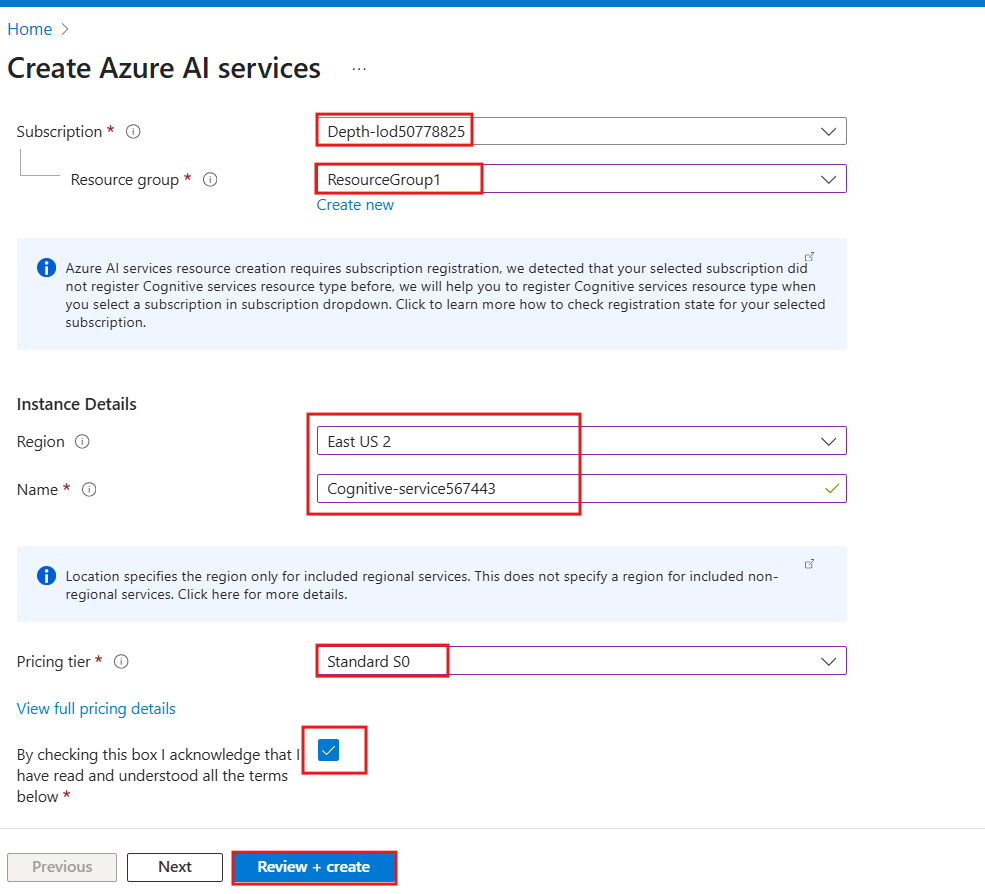 Home >
Create Azure AI services ...
Subscription *
Depth-lod50778825
Resource group *
ResourceGroup1
Create new
Azure AI services resource creation requires subscription registration, we detected that your selected subscription did
not register Cognitive services resource type before, we will help you to register Cognitive services resource type when
you select a subscription in subscription dropdown. Click to learn more how to check registration state for your selected
subscription.
Instance Details
Region
East US 2
Name *
Cognitive-service567443
Location specifies the region only for included regional services. This does not specify a region for included non-
regional services. Click here for more details.
Pricing tier *
Standard S0
View full pricing details
By checking this box I acknowledge that I
have read and understood all the terms
below *
Previous
Next
Review + create